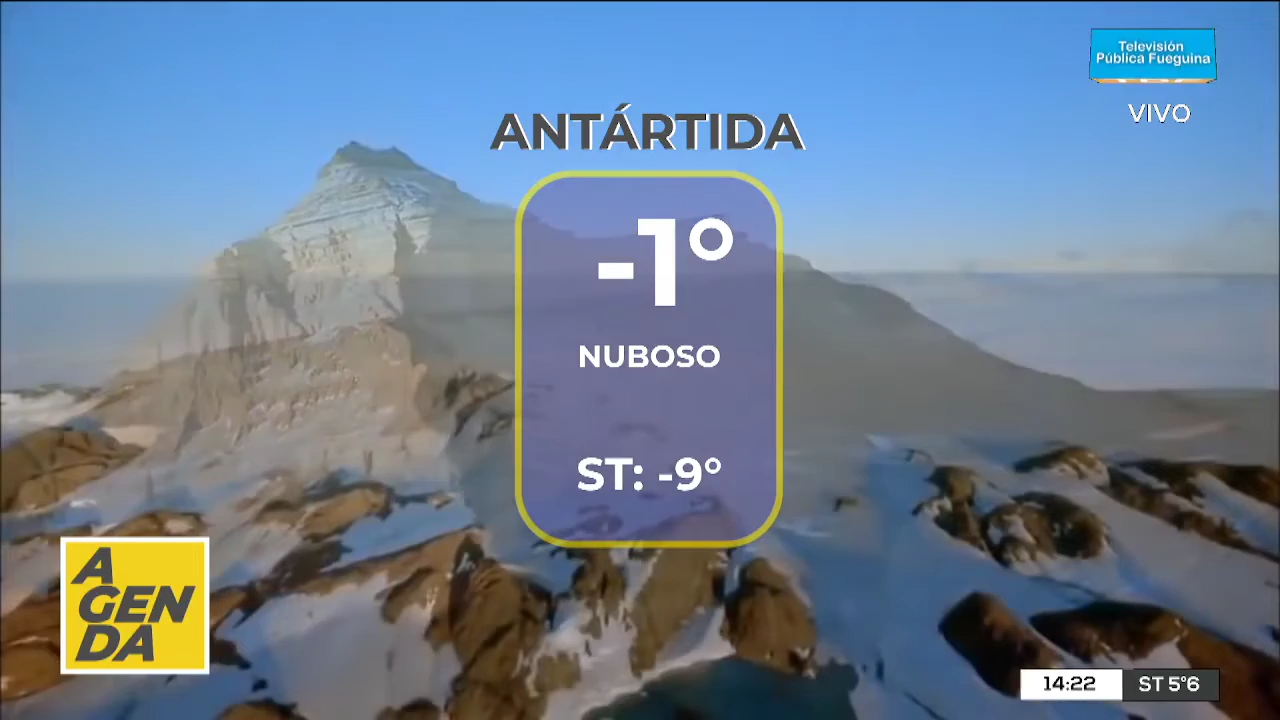 Televisión
Pública Fueguina
VIVO
ANTÁRTIDA
-1°
NUBOSO
ST: -9°
A
GEN
DA
14:22 ST 5°6